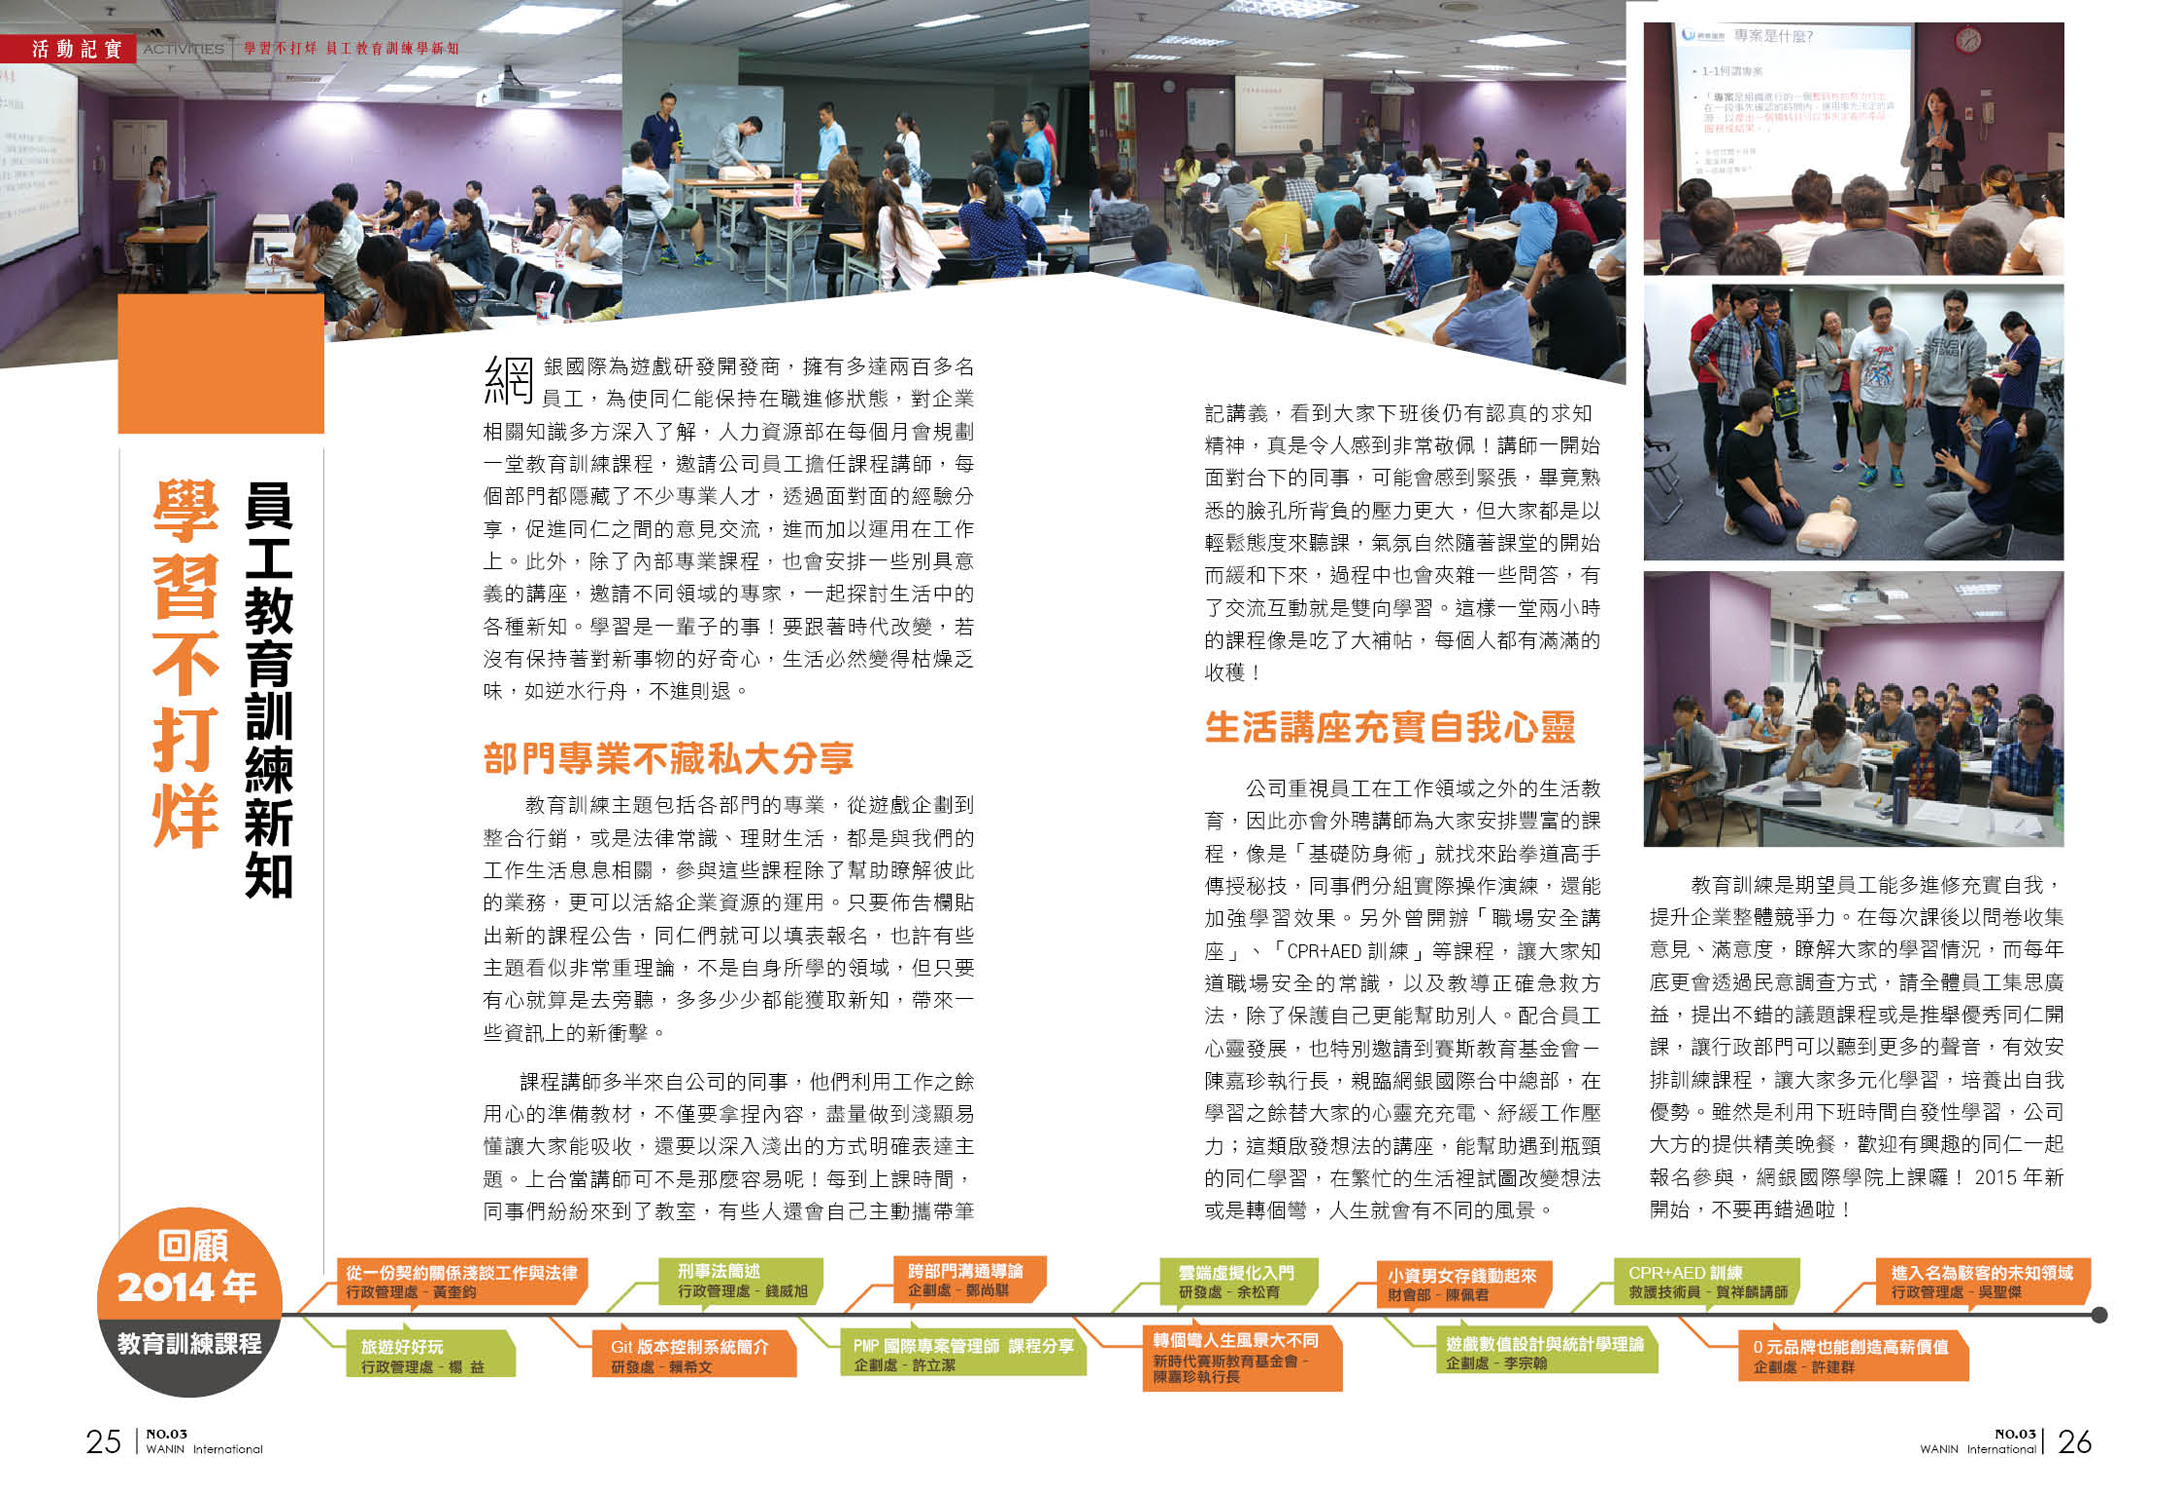 活動記實 ACTIVITIES 學習不打烊 員工教育訓練學新知
專案是什麼?
1-1何謂專案
學習不打烊
員工教育訓練新知
網銀國際為遊戲研發開發商，擁有多達兩百多名
員工，為使同仁能保持在職進修狀態，對企業
相關知識多方深入了解，人力資源部在每個月會規劃
一堂教育訓練課程，邀請公司員工擔任課程講師，每
個部門都隱藏了不少專業人才，透過面對面的經驗分
享，促進同仁之間的意見交流，進而加以運用在工作
上。此外，除了內部專業課程，也會安排一些別具意
義的講座，邀請不同領域的專家，一起探討生活中的
各種新知。學習是一輩子的事！要跟著時代改變，若
沒有保持著對新事物的好奇心，生活必然變得枯燥乏
味，如逆水行舟，不進則退。
部門專業不藏私大分享
教育訓練主題包括各部門的專業，從遊戲企劃到
整合行銷，或是法律常識、理財生活，都是與我們的
工作生活息息相關，參與這些課程除了幫助瞭解彼此
的業務，更可以活絡企業資源的運用。只要佈告欄貼
出新的課程公告，同仁們就可以填表報名，也許有些
主題看似非常重理論，不是自身所學的領域，但只要
有心就算是去旁聽，多多少少都能獲取新知，帶來一
些資訊上的新衝擊。
課程講師多半來自公司的同事，他們利用工作之餘
用心的準備教材，不僅要拿捏內容，盡量做到淺顯易
懂讓大家能吸收，還要以深入淺出的方式明確表達主
題。上台當講師可不是那麼容易呢！每到上課時間，
同事們紛紛來到了教室，有些人還會自己主動攜帶筆
記講義，看到大家下班後仍有認真的求知
精神，真是令人感到非常敬佩！講師一開始
面對台下的同事，可能會感到緊張，畢竟熟
悉的臉孔所背負的壓力更大，但大家都是以
輕鬆態度來聽課，氣氛自然隨著課堂的開始
而緩和下來，過程中也會夾雜一些問答，有
了交流互動就是雙向學習。這樣一堂兩小時
的課程像是吃了大補帖，每個人都有滿滿的
收穫！
生活講座充實自我心靈
公司重視員工在工作領域之外的生活教
育，因此亦會外聘講師為大家安排豐富的課
程，像是「基礎防身術」就找來跆拳道高手
傳授秘技，同事們分組實際操作演練，還能
加強學習效果。另外曾開辦「職場安全講
座」、「CPR+AED 訓練」等課程，讓大家知
道職場安全的常識，以及教導正確急救方
法，除了保護自己更能幫助別人。配合員工
心靈發展，也特別邀請到賽斯教育基金會－
陳嘉珍執行長，親臨網銀國際台中總部，在
學習之餘替大家的心靈充充電、紓緩工作壓
力；這類啟發想法的講座，能幫助遇到瓶頸
的同仁學習，在繁忙的生活裡試圖改變想法
或是轉個彎，人生就會有不同的風景。
教育訓練是期望員工能多進修充實自我，
提升企業整體競爭力。在每次課後以問卷收集
意見、滿意度，瞭解大家的學習情況，而每年
底更會透過民意調查方式，請全體員工集思廣
益，提出不錯的議題課程或是推舉優秀同仁開
課，讓行政部門可以聽到更多的聲音，有效安
排訓練課程，讓大家多元化學習，培養出自我
優勢。雖然是利用下班時間自發性學習，公司
大方的提供精美晚餐，歡迎有興趣的同仁一起
報名參與，網銀國際學院上課囉！ 2015 年新
開始，不要再錯過啦！
回顧
2014 年
教育訓練課程
從一份契約關係淺談工作與法律
行政管理處 - 黃奎鈞
旅遊好好玩
行政管理處 - 楊 益
刑事法簡述
行政管理處 - 錢威旭
Git 版本控制系統簡介
研發處 - 賴希文
跨部門溝通導論
企劃處 - 鄭尚騏
PMP 國際專案管理師 課程分享
企劃處 - 許立潔
雲端虛擬化入門
研發處 - 余松育
轉個彎人生風景大不同
新時代賽斯教育基金會 -
陳嘉珍執行長
小資男女存錢動起來
財會部 - 陳佩君
遊戲數值設計與統計學理論
企劃處 - 李宗翰
CPR+AED 訓練
救護技術員 - 賀祥麟講師
0 元品牌也能創造高薪價值
企劃處 - 許建群
進入名為駭客的未知領域
行政管理處 - 吳聖傑
25 NO.03
WANIN International
NO.03 26
WANIN International